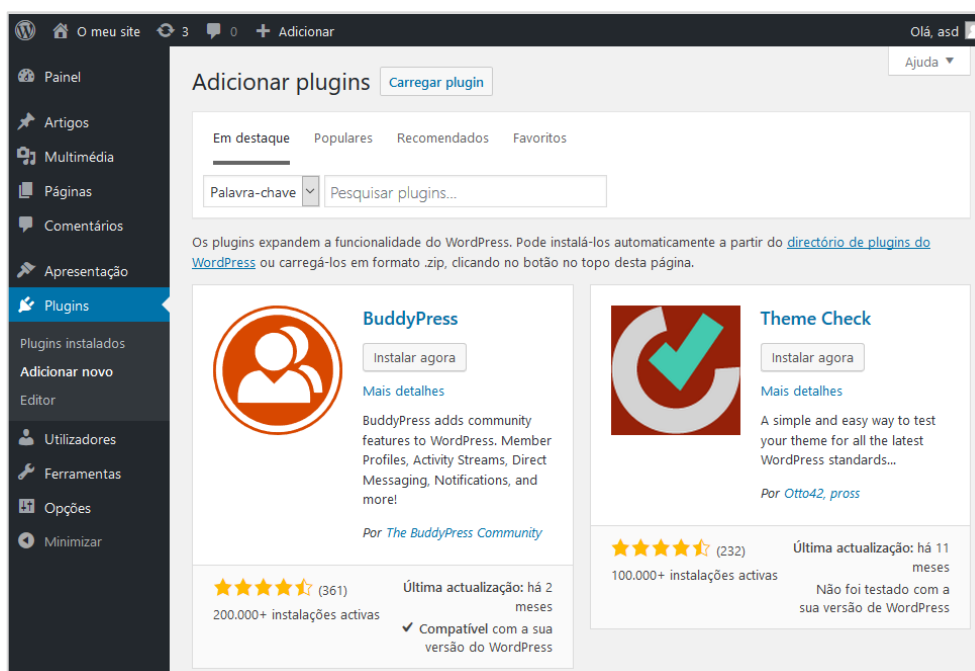 O meu site 3 0 Adicionar Olá, asd
Ajuda
Painel
Artigos
Multimédia
Páginas
Comentários
Apresentação
Plugins
Plugins instalados
Adicionar novo
Editor
Utilizadores
Ferramentas
Opções
Minimizar
Adicionar plugins Carregar plugin
Em destaque Populares Recomendados Favoritos
Palavra-chave Pesquisar plugins...
Os plugins expandem a funcionalidade do WordPress. Pode instalá-los automaticamente a partir do directório de plugins do
WordPress ou carregá-los em formato .zip, clicando no botão no topo desta página.
BuddyPress
Instalar agora
Mais detalhes
BuddyPress adds community
features to WordPress. Member
Profiles, Activity Streams, Direct
Messaging, Notifications, and
more!
Por The BuddyPress Community
(361)
200.000+ instalações activas
Última actualização: há 2
meses
Compatível com a sua
versão do WordPress
Theme Check
Instalar agora
Mais detalhes
A simple and easy way to test
your theme for all the latest
WordPress standards...
Por Otto42, pross
(232)
100.000+ instalações activas
Última actualização: há 11
meses
Não foi testado com a
sua versão de WordPress